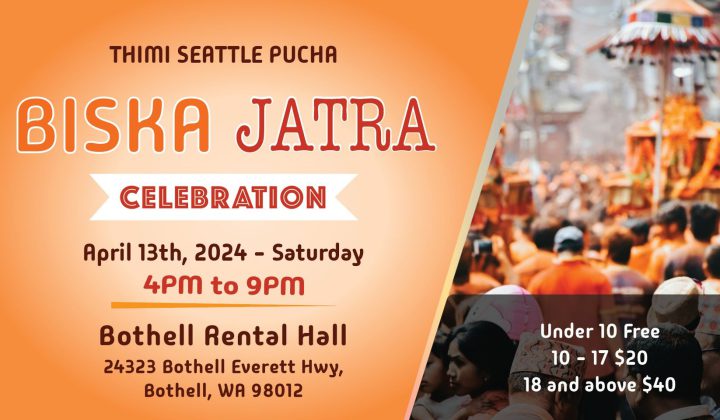 THIMI SEATTLE PUCHA
BISKA JATRA
CELEBRATION
April 13th, 2024 - Saturday
4PM to 9PM
Bothell Rental Hall
24323 Bothell Everett Hwy,
Bothell, WA 98012
Under 10 Free
10 - 17 $20
18 and above $40